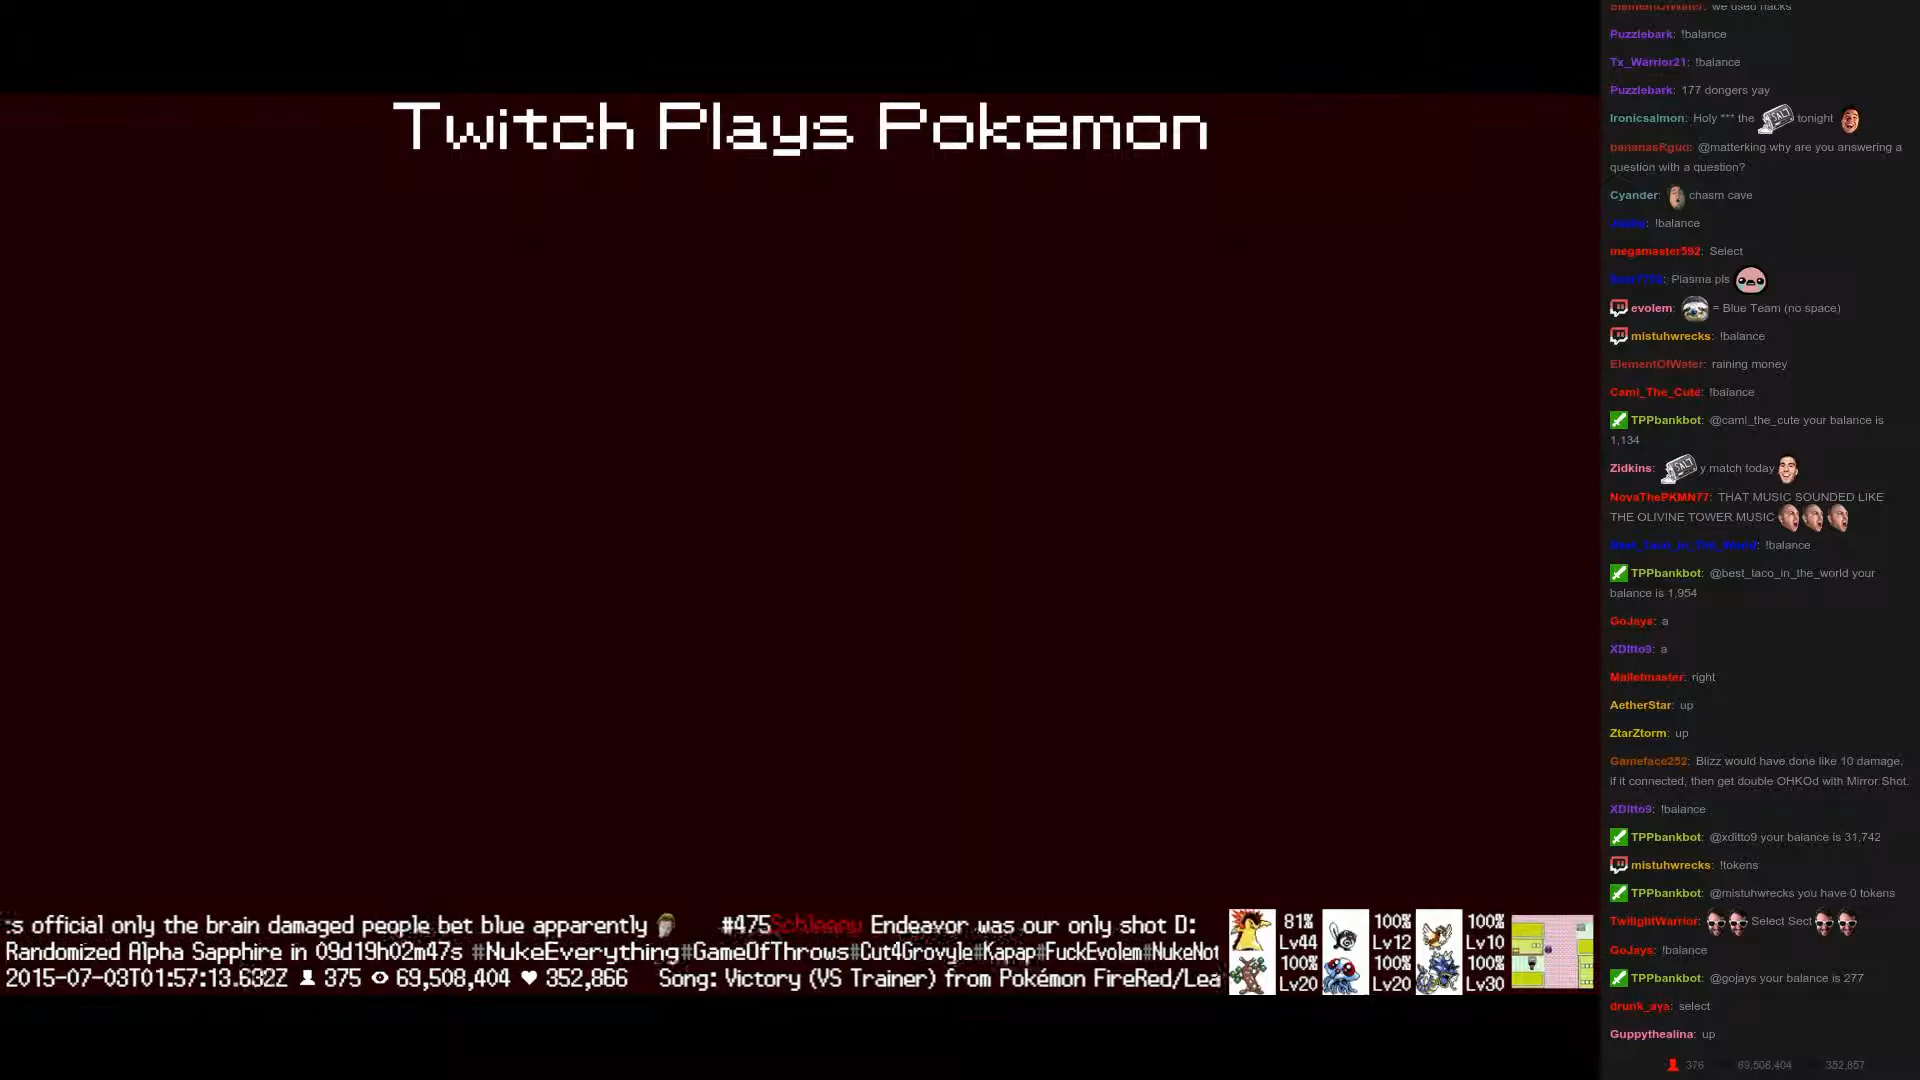 Twitch Plays Pokemon
:s official only the brain damaged people bet blue apparently
#475 Endeavor was our only shot D:
Randomized Alpha Sapphire in 09d19h02m47s #NukeEverything#GameOfThrows#Cut4Grovyle#Kapap#FuckEvolem#NukeNot
2015-07-03T01:57:13.632Z 375 69,508,404 352,866 Song: Victory (VS Trainer) from Pokémon FireRed/Lea
81% 100% 100%
Lv44 Lv12 Lv10
100% 100% 100%
Lv20 Lv20 Lv30
ElementOfWater: we used hacks
Puzzlebark: !balance
Tx_Warrior21: !balance
Puzzlebark: 177 dongers yay
Ironicsalmon: Holy *** the SALT tonight
bananasRgud: @matterking why are you answering a
question with a question?
Cyander: chasm cave
!balance
megamaster592: Select
Plasma pls
evolem: = Blue Team (no space)
mistuhwrecks: !balance
ElementOfWater: raining money
Cami_The_Cute: !balance
TPPbankbot: @cami_the_cute your balance is
1,134
Zidkins: SALT y match today
NovaThePKMN77: THAT MUSIC SOUNDED LIKE
THE OLIVINE TOWER MUSIC
Best_Taco_In_The_World: !balance
TPPbankbot: @best_taco_in_the_world your
balance is 1,954
GoJays: a
XDitto9: a
Malletmaster: right
AetherStar: up
ZtarZtorm: up
Gameface252: Blizz would have done like 10 damage,
if it connected, then get double OHKOd with Mirror Shot.
XDitto9: !balance
TPPbankbot: @xditto9 your balance is 31,742
mistuhwrecks: !tokens
TPPbankbot: @mistuhwrecks you have 0 tokens
TwilightWarrior: Select Sect
GoJays: !balance
TPPbankbot: @gojays your balance is 277
drunk_aya: select
Guppythealina: up
376 69,508,404 352,857